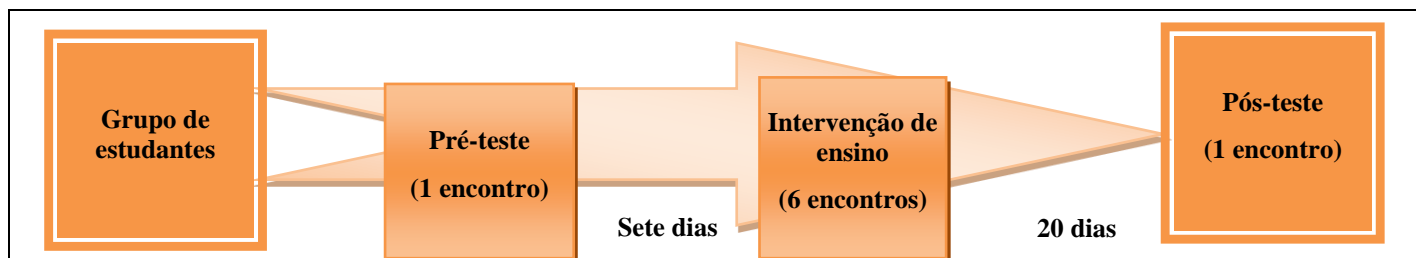 Grupo de
estudantes
Pré-teste
(1 encontro)
Sete dias
Intervenção de
ensino
(6 encontros)
20 dias
Pós-teste
(1 encontro)